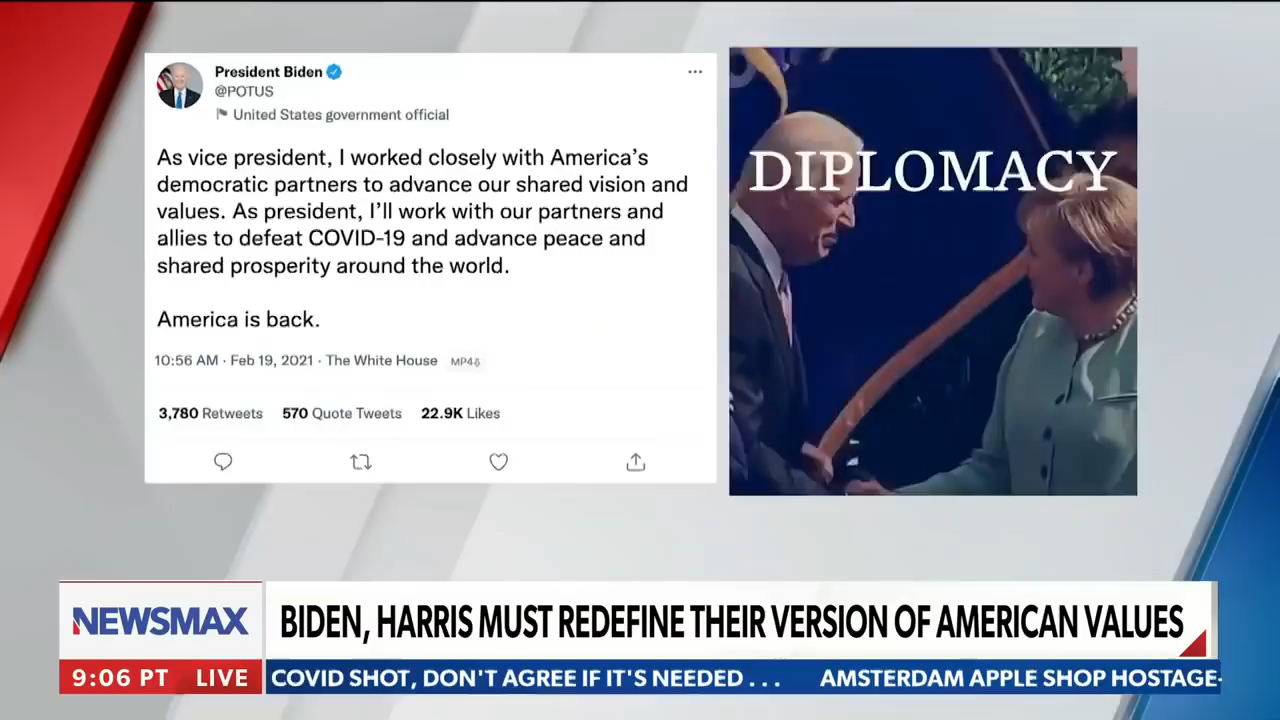 President Biden
@POTUS
United States government official
As vice president, I worked closely with America's
democratic partners to advance our shared vision and
values. As president, I'll work with our partners and
allies to defeat COVID-19 and advance peace and
shared prosperity around the world.
America is back.
10:56 AM · Feb 19, 2021 · The White House
3,780 Retweets 570 Quote Tweets 22.9K Likes
DIPLOMACY
NEWSMAX
BIDEN, HARRIS MUST REDEFINE THEIR VERSION OF AMERICAN VALUES
9:06 PT LIVE
COVID SHOT, DON'T AGREE IF IT'S NEEDED . . . AMSTERDAM APPLE SHOP HOSTAGE-